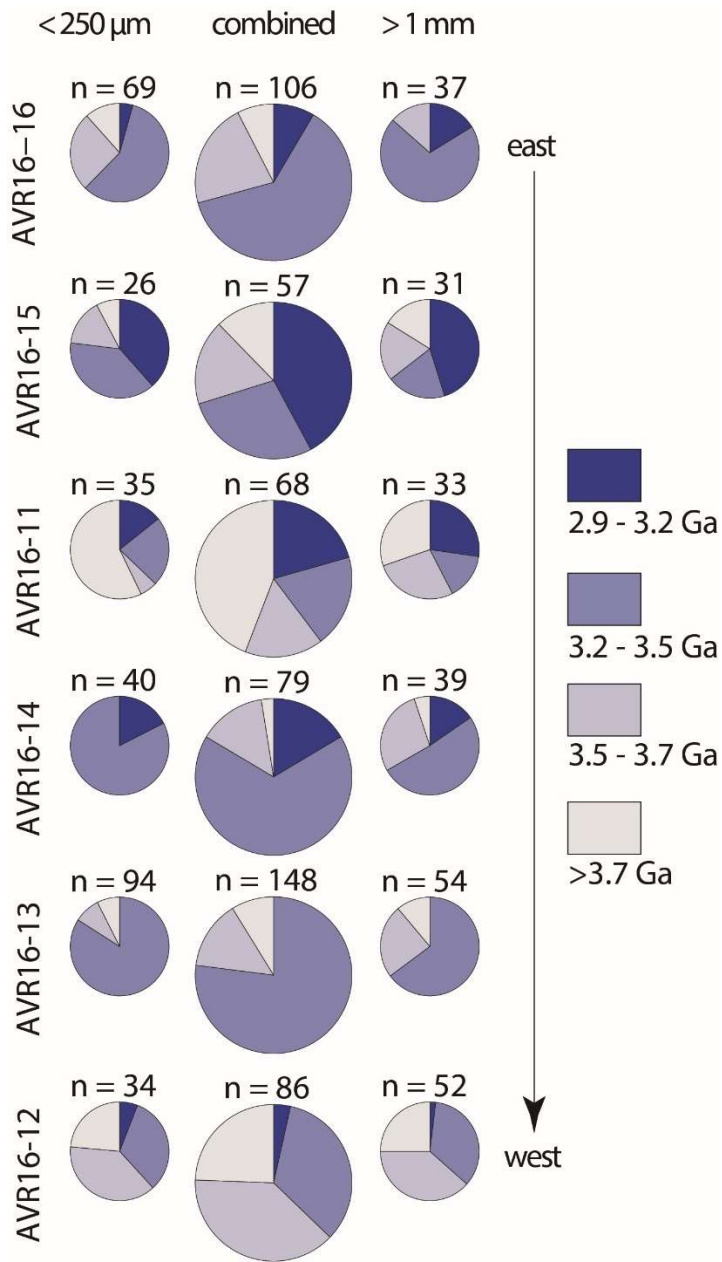 < 250 µm combined > 1 mm
n = 69 n = 106 n = 37
AVR16–16
east
n = 26 n = 57 n = 31
AVR16-15
n = 35 n = 68 n = 33
AVR16-11
2.9 - 3.2 Ga
3.2 - 3.5 Ga
n = 40 n = 79 n = 39
AVR16-14
3.5 - 3.7 Ga
>3.7 Ga
n = 94 n = 148 n = 54
AVR16-13
n = 34 n = 86 n = 52
AVR16-12
west